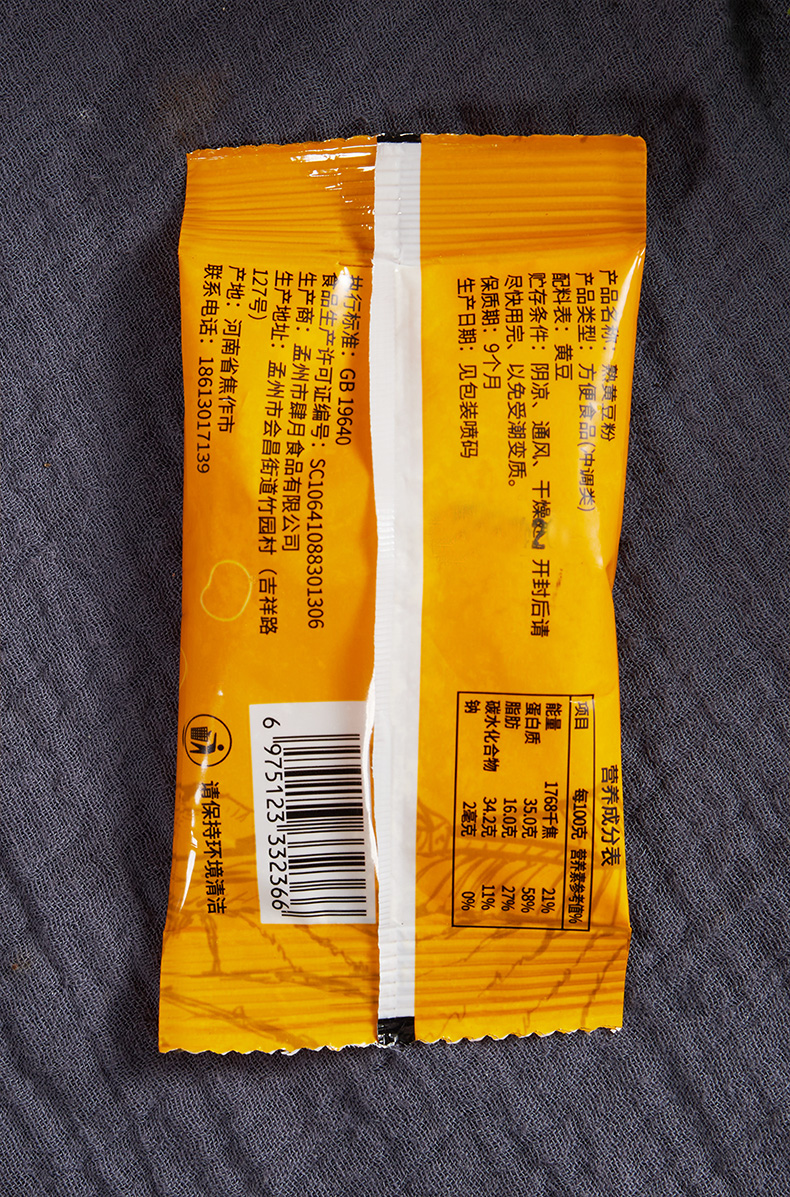 产品名称：熟黄豆粉
产品类型：方便食品(冲调类)
配料表：黄豆
贮存条件：阴凉、通风、干燥 开封后请
尽快用完、以免受潮变质。
保质期：9个月
生产日期：见包装喷码
营养成分表
项目 每100克 营养素参考值%
能量 1768千焦 21%
蛋白质 35.0克 58%
脂肪 16.0克 27%
碳水化合物 34.2克 11%
钠 2毫克 0%
执行标准：GB 19640
食品生产许可证编号：SC10641088301306
生产商：孟州市肆月食品有限公司
生产地址：孟州市会昌街道竹园村（吉祥路
127号）
产地：河南省焦作市
联系电话：18613017139
6 975123 332366
请保持环境清洁